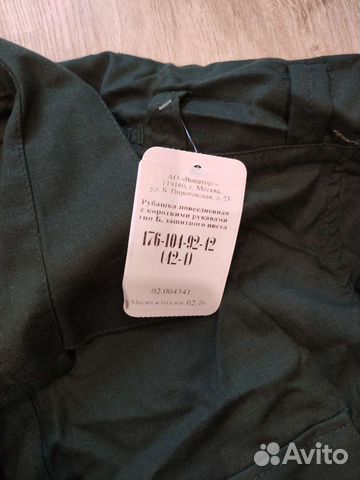 АО «Военторг»
119160, г. Москва,
ул. Б. Пироговская, д. 23
Рубашка повседневная
с короткими рукавами
тип Б, защитного цвета
176-104-92-42
(42-4)
02.004341
Месяц и год изг. 02.16
Avito